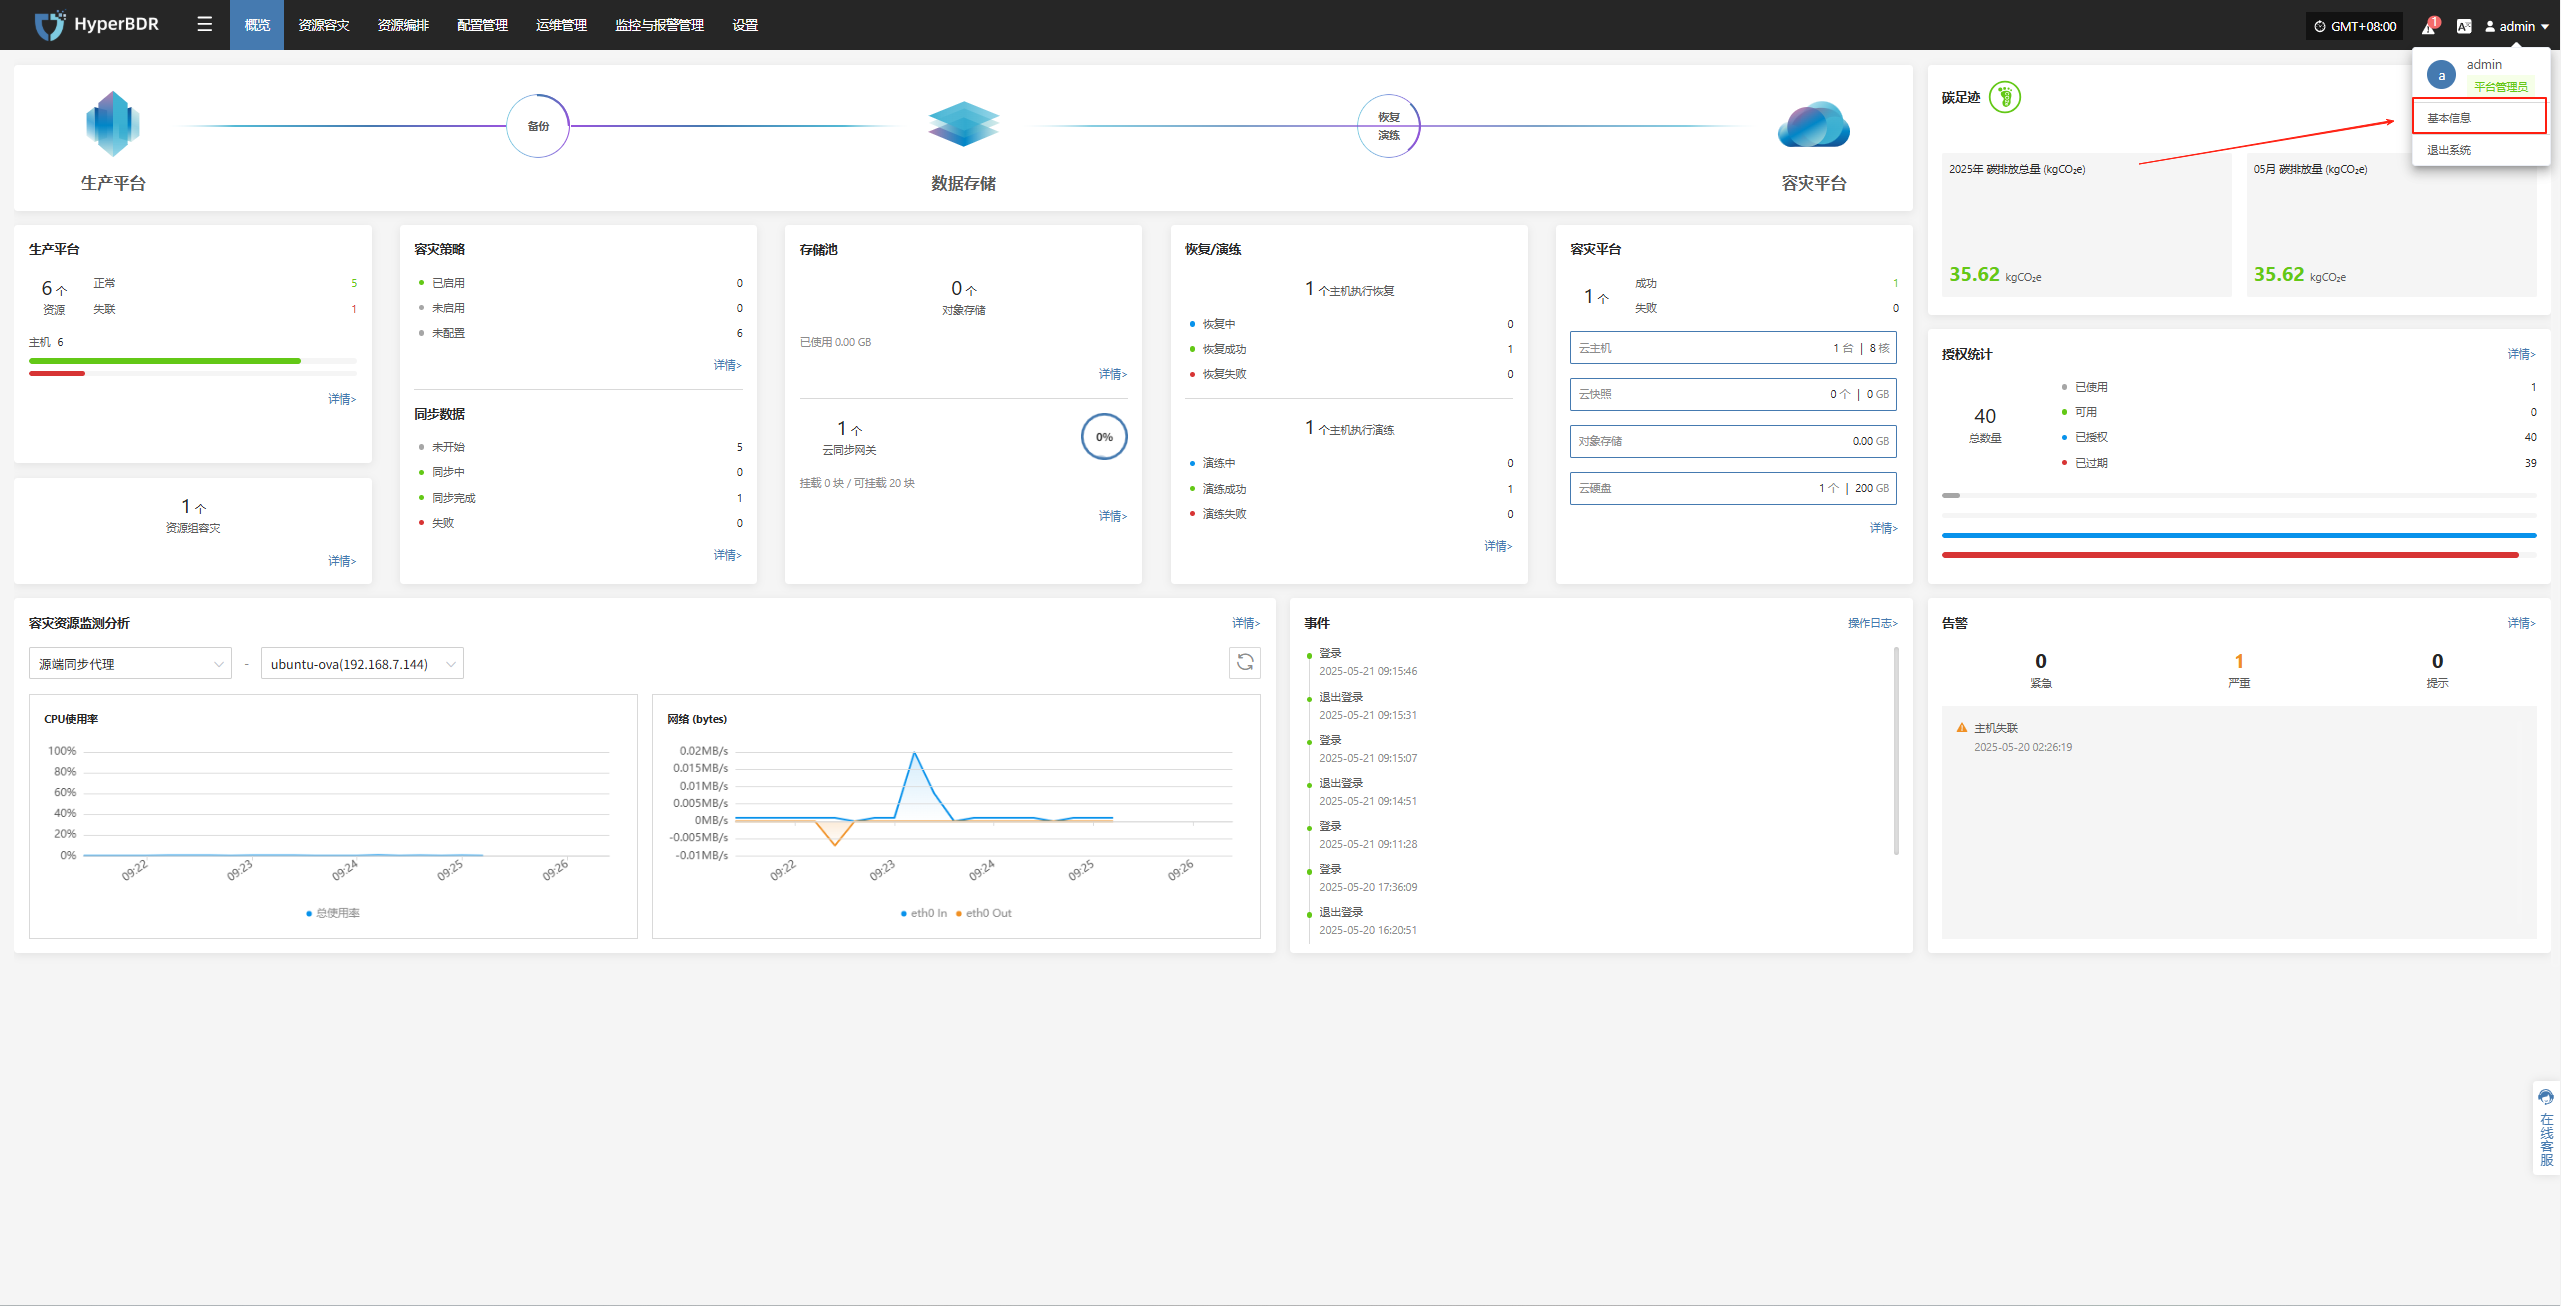 HyperBDR
概览
资源容灾
资源编排
配置管理
运维管理
监控与报警管理
设置
GMT+08:00
1
admin
a
admin
平台管理员
基本信息
退出系统
生产平台
备份
数据存储
恢复
演练
容灾平台
碳足迹
2025年 碳排放总量 (kgCO₂e)
35.62 kgCO₂e
05月 碳排放量 (kgCO₂e)
35.62 kgCO₂e
生产平台
6 个
资源
正常 5
失联 1
主机 6
详情>
1 个
资源组容灾
详情>
容灾策略
已启用 0
未启用 0
未配置 6
详情>
同步数据
未开始 5
同步中 0
同步完成 1
失败 0
详情>
存储池
0 个
对象存储
已使用 0.00 GB
详情>
1 个
云同步网关
0%
挂载 0 块 / 可挂载 20 块
详情>
恢复/演练
1 个主机执行恢复
恢复中 0
恢复成功 1
恢复失败 0
1 个主机执行演练
演练中 0
演练成功 1
演练失败 0
详情>
容灾平台
1 个
成功 1
失败 0
云主机 1 台 | 8 核
云快照 0 个 | 0 GB
对象存储 0.00 GB
云硬盘 1 个 | 200 GB
详情>
授权统计 详情>
40
总数量
已使用 1
可用 0
已授权 40
已过期 39
容灾资源监测分析 详情>
源端同步代理 - ubuntu-ova(192.168.7.144)
CPU使用率
100%
80%
60%
40%
20%
0%
09:22 09:23 09:24 09:25 09:26
总使用率
网络 (bytes)
0.02MB/s
0.015MB/s
0.01MB/s
0.005MB/s
0MB/s
-0.005MB/s
-0.01MB/s
09:22 09:23 09:24 09:25 09:26
eth0 In eth0 Out
事件 操作日志>
登录
2025-05-21 09:15:46
退出登录
2025-05-21 09:15:31
登录
2025-05-21 09:15:07
退出登录
2025-05-21 09:14:51
登录
2025-05-21 09:11:28
登录
2025-05-20 17:36:09
退出登录
2025-05-20 16:20:51
告警 详情>
0
紧急
1
严重
0
提示
主机失联
2025-05-20 02:26:19
在线客服